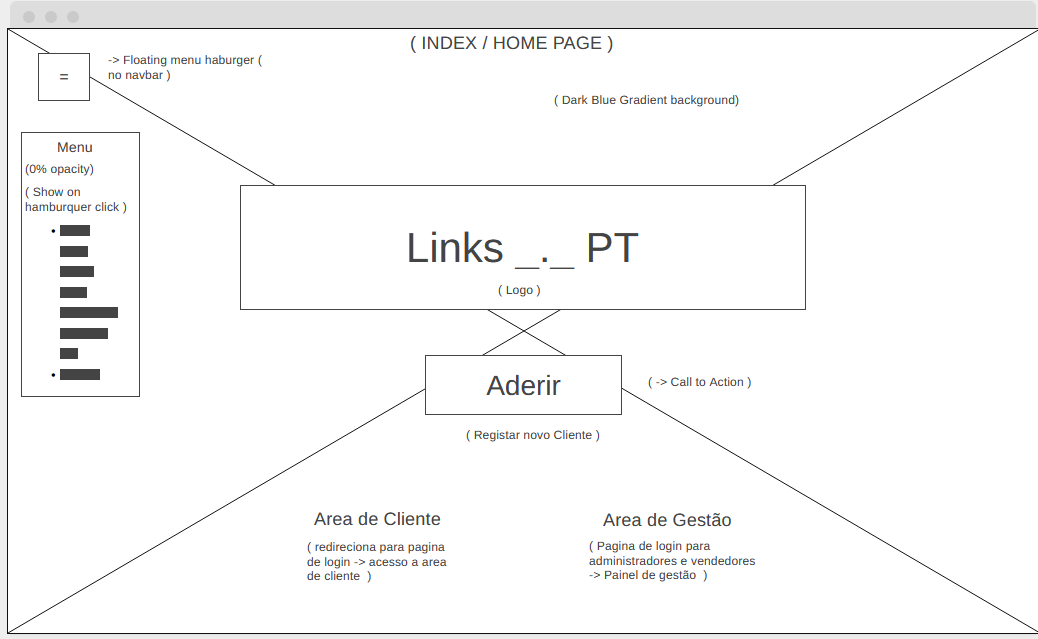 ( INDEX / HOME PAGE )
=
-> Floating menu haburger (
no navbar )
( Dark Blue Gradient background)
Menu
(0% opacity)
( Show on
hamburquer click )
Links _._ PT
( Logo )
Aderir
( -> Call to Action )
( Registar novo Cliente )
Area de Cliente
( redireciona para pagina
de login -> acesso a area
de cliente )
Area de Gestão
( Pagina de login para
administradores e vendedores
-> Painel de gestão )